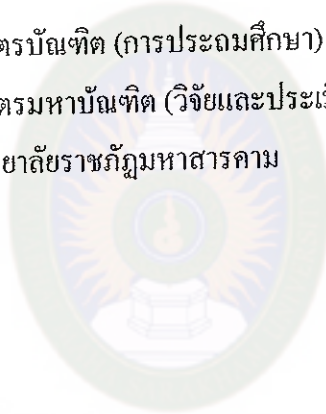 ตรบัณฑิต (การประถมศึกษา)
ตรมหาบัณฑิต (วิจัยและประเมิ
ยาลัยราชภัฏมหาสารคาม